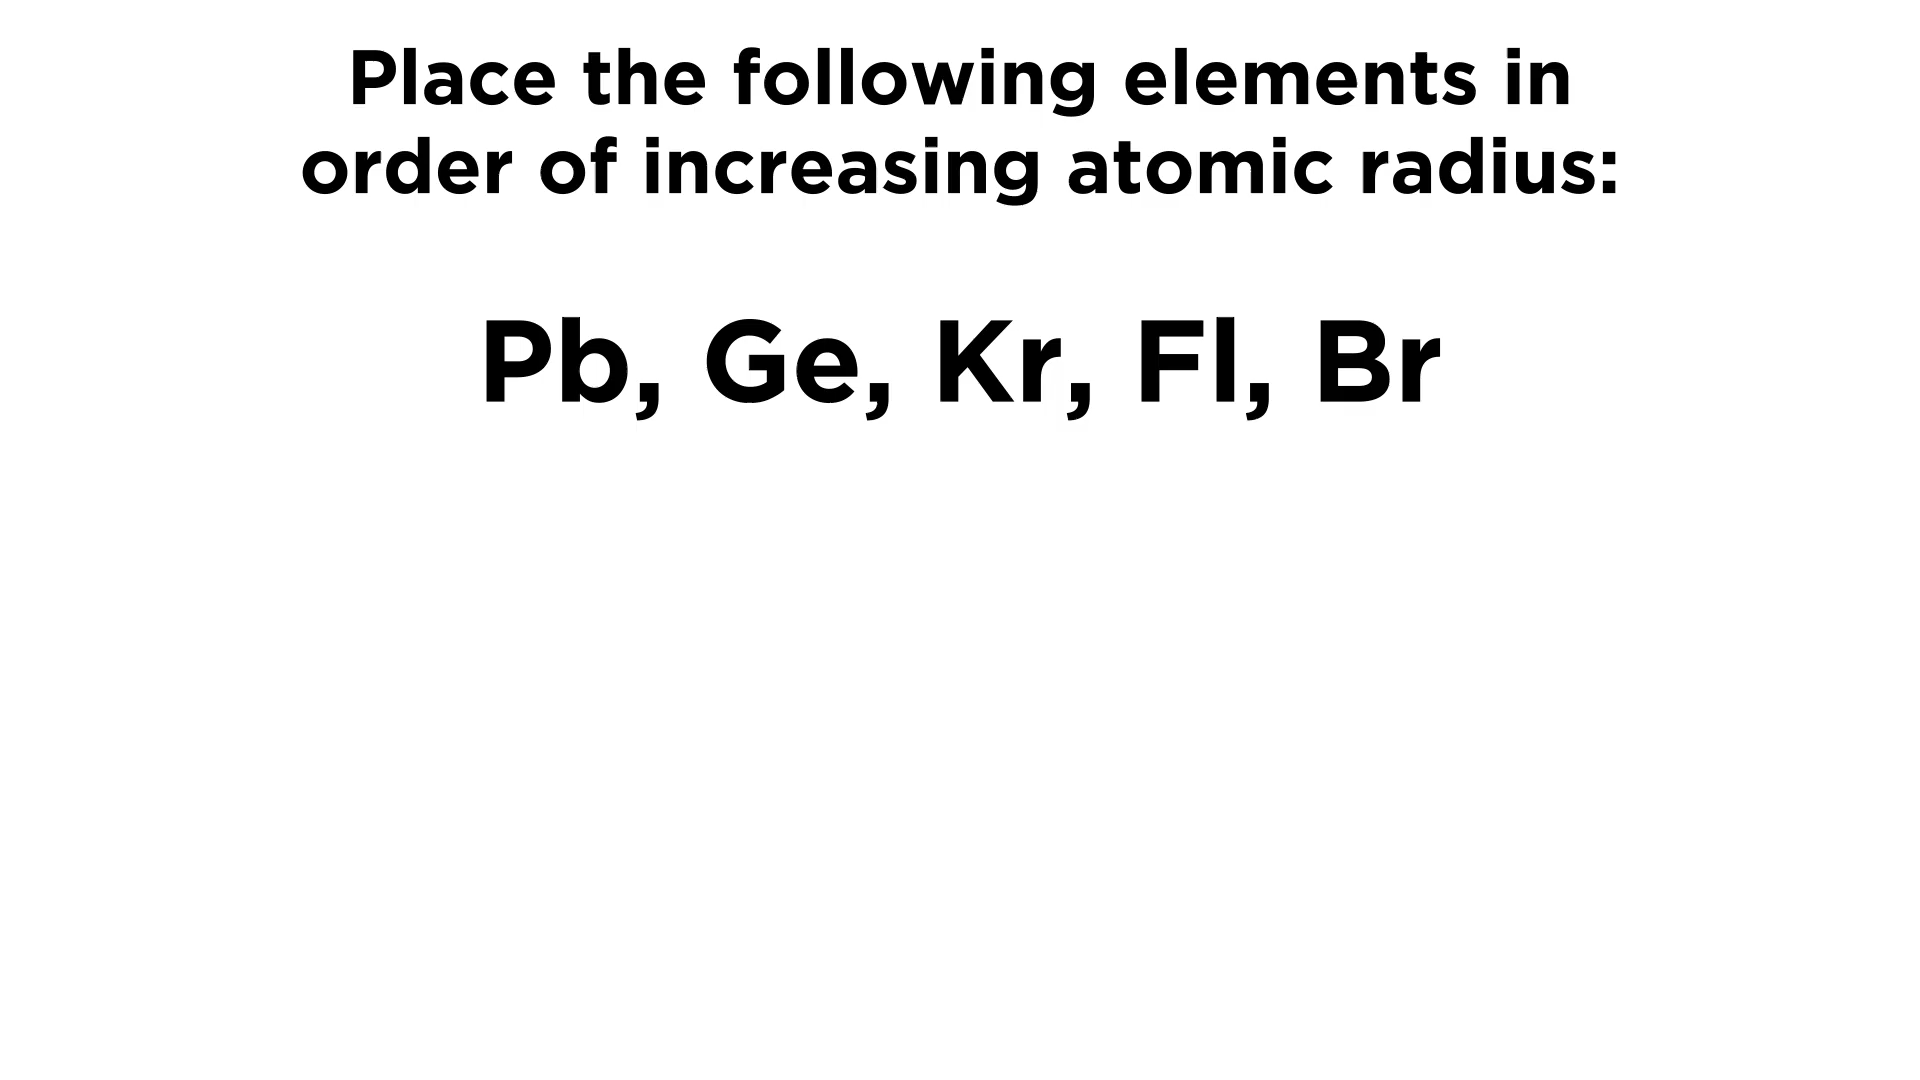 Place the following elements in
order of increasing atomic radius:
Pb, Ge, Kr, Fl, Br